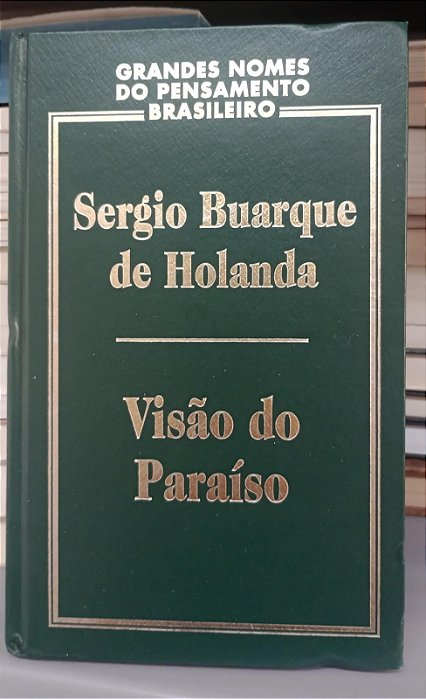 GRANDES NOMES
DO PENSAMENTO
BRASILEIRO
Sergio Buarque
de Holanda
Visão do
Paraíso